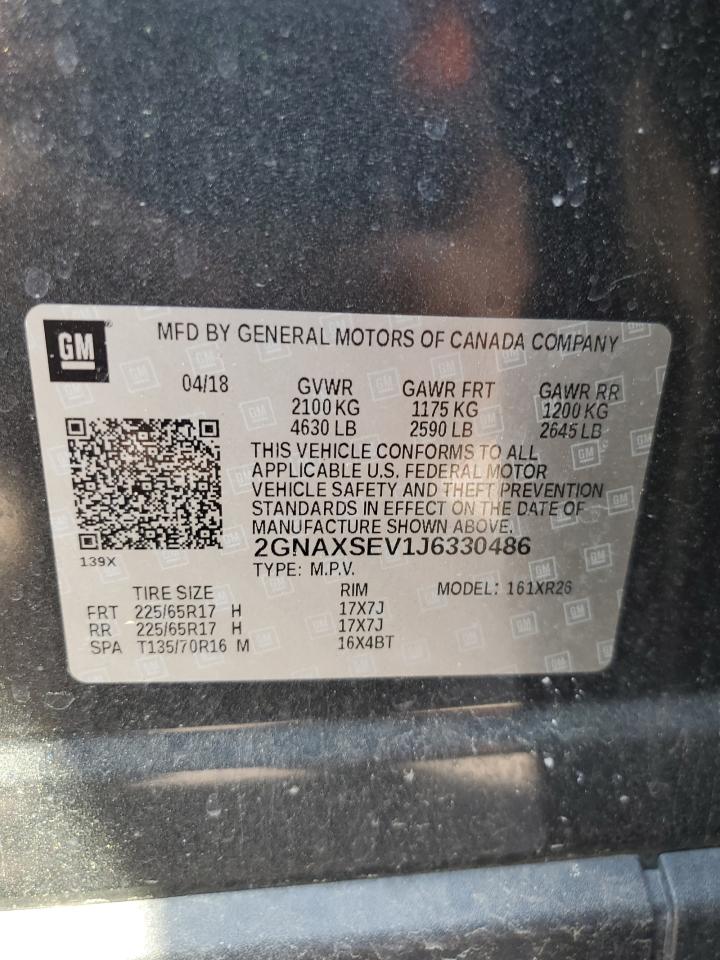 GM
MFD BY GENERAL MOTORS OF CANADA COMPANY
04/18 GVWR GAWR FRT GAWR RR
2100 KG 1175 KG 1200 KG
4630 LB 2590 LB 2645 LB
THIS VEHICLE CONFORMS TO ALL
APPLICABLE U.S. FEDERAL MOTOR
VEHICLE SAFETY AND THEFT PREVENTION
STANDARDS IN EFFECT ON THE DATE OF
MANUFACTURE SHOWN ABOVE.
2GNAXSEV1J6330486
139X
TYPE: M.P.V.
TIRE SIZE RIM MODEL: 161XR26
FRT 225/65R17 H 17X7J
RR 225/65R17 H 17X7J
SPA T135/70R16 M 16X4BT